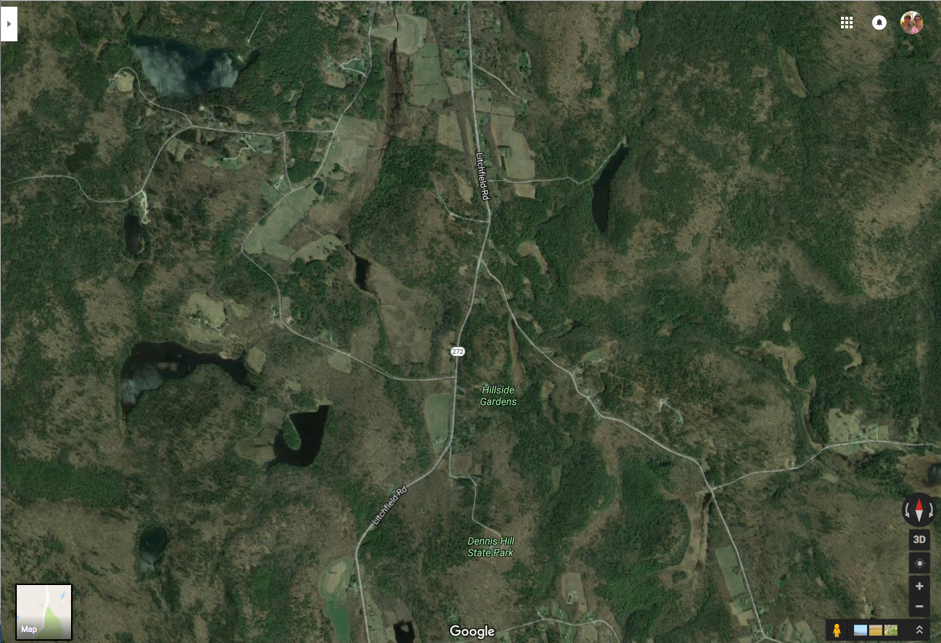 Litchfield Rd
272
Hillside
Gardens
Litchfield Rd
Dennis Hill
State Park
3D
Map
Google